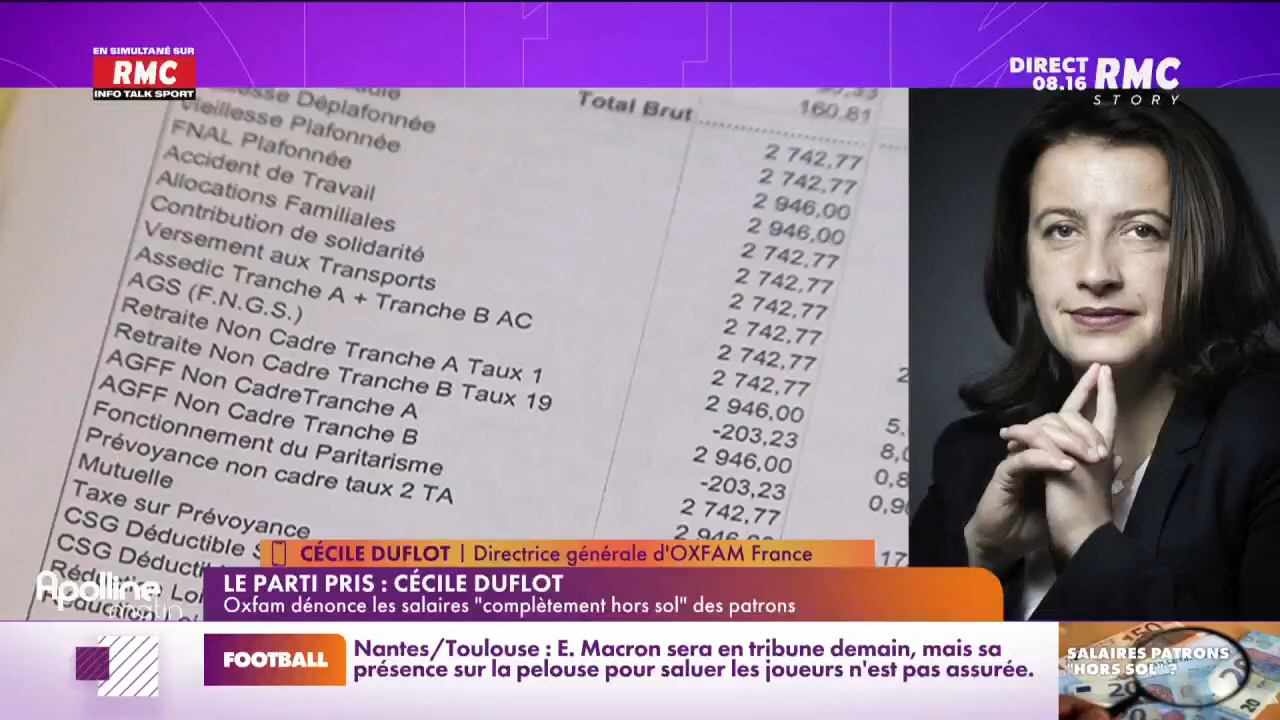 EN SIMULTANÉ SUR
RMC
INFO TALK SPORT
DIRECT
08.16
RMC
STORY
Total Brut
160.81
Déplafonnée
Vieillesse Plafonnée
FNAL Plafonnée
Accident de Travail
Allocations Familiales
Contribution de solidarité
Versement aux Transports
Assedic Tranche A + Tranche B AC
AGS (F.N.G.S.)
Retraite Non Cadre Tranche A Taux 1
Retraite Non Cadre Tranche B Taux 19
AGFF Non CadreTranche A
AGFF Non Cadre Tranche B
Fonctionnement du Paritarisme
Prévoyance non cadre taux 2 TA
Mutuelle
Taxe sur Prévoyance
CSG Déductible
CSG
2 742,77
2 742,77
2 946,00
2 946,00
2 742,77
2 742,77
2 742,77
2 742,77
2 742,77
2 742,77
2 946,00
-203,23
2 946,00
-203,23
2 742,77
CÉCILE DUFLOT | Directrice générale d'OXFAM France
LE PARTI PRIS : CÉCILE DUFLOT
Oxfam dénonce les salaires "complètement hors sol" des patrons
Apolline
matin
FOOTBALL
Nantes/Toulouse : E. Macron sera en tribune demain, mais sa
présence sur la pelouse pour saluer les joueurs n'est pas assurée.
SALAIRES PATRONS
"HORS SOL" ?